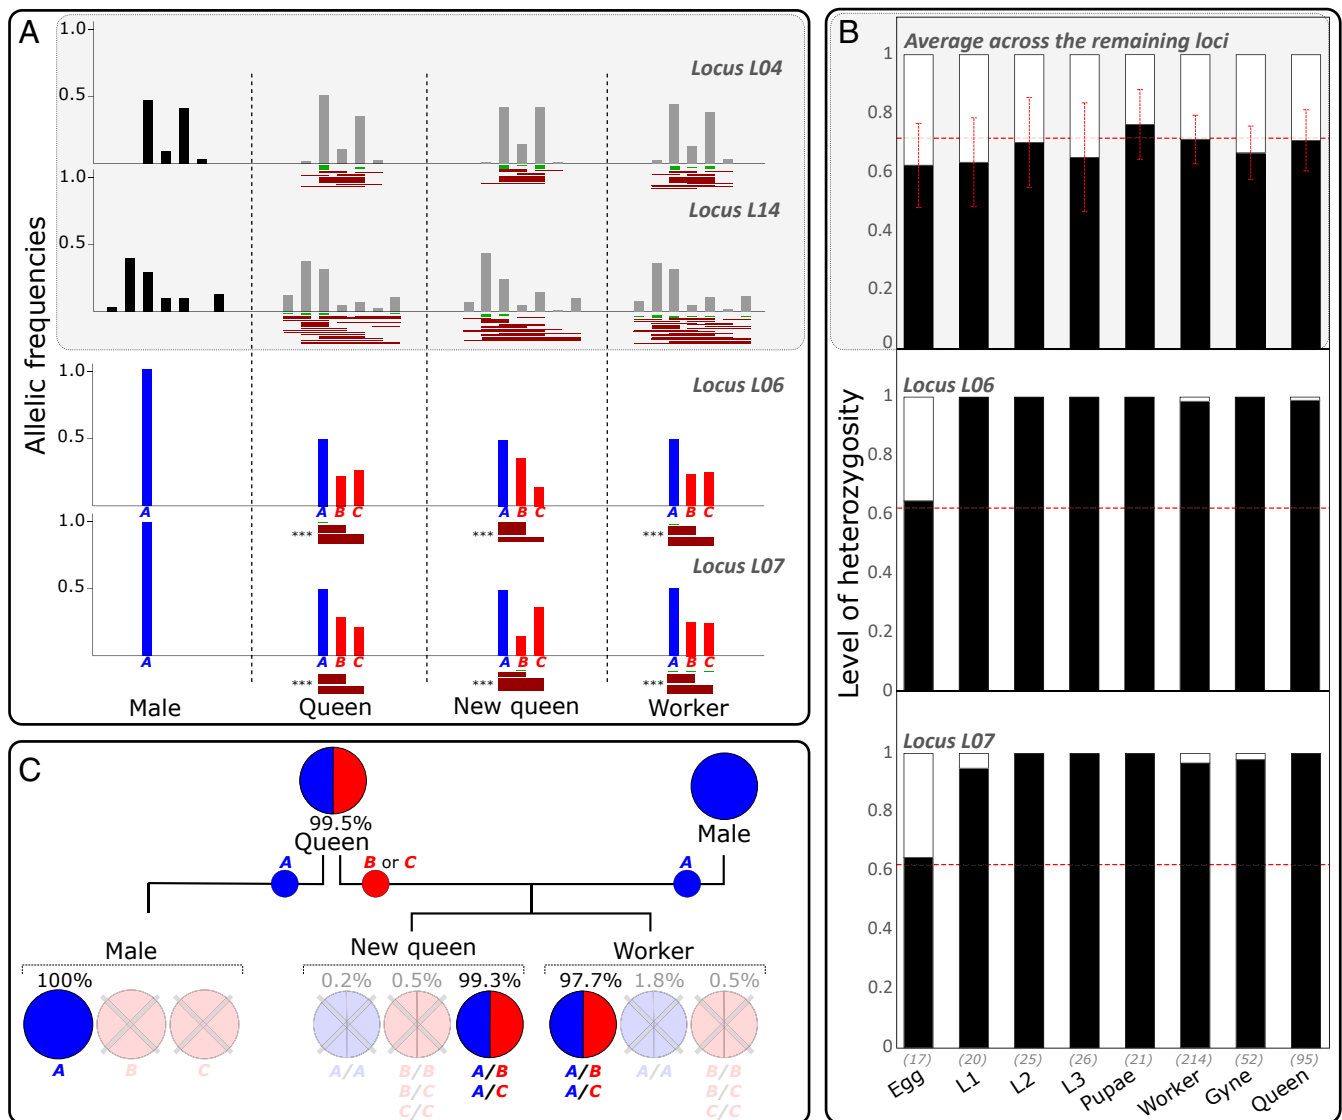 A
1.0
Locus L04
0.5
1.0
Locus L14
0.5
Allelic frequencies
1.0
Locus L06
0.5
A
A B C
A B C
A B C
1.0
*** *** ***
Locus L07
0.5
A
A B C
A B C
A B C
*** *** ***
Male Queen New queen Worker
B
Average across the remaining loci
1
0.8
0.6
0.4
0.2
0
Locus L06
1
0.8
0.6
0.4
0.2
0
Level of heterozygosity
Locus L07
1
0.8
0.6
0.4
0.2
0
(17) (20) (25) (26) (21) (214) (52) (95)
Egg L1 L2 L3 Pupae Worker Gyne Queen
C
99.5%
Queen
Male
A
B or C
A
Male
New queen
Worker
100%
0.2% 0.5% 99.3%
97.7% 1.8% 0.5%
A B C
A/A B/B A/B
B/C A/C
C/C
A/B A/A B/B
A/C B/C
C/C